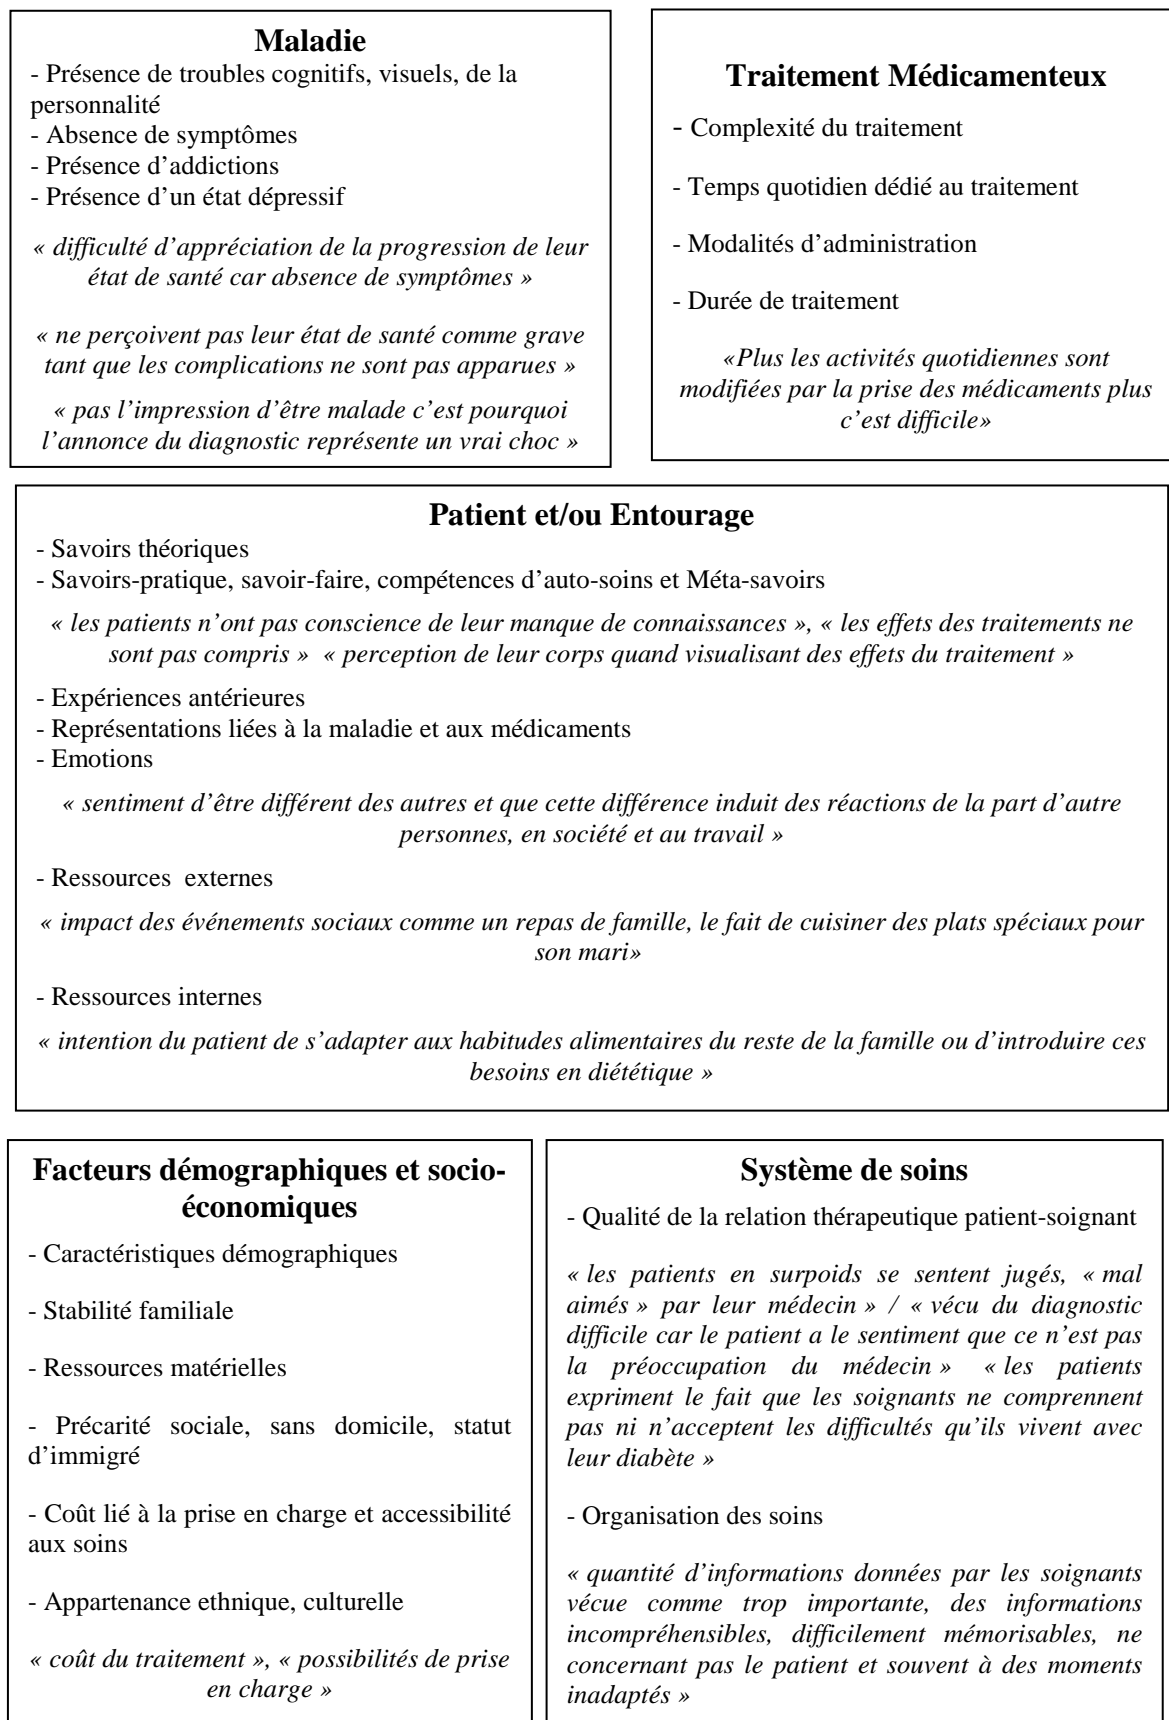 Maladie
- Présence de troubles cognitifs, visuels, de la
personnalité
- Absence de symptômes
- Présence d’addictions
- Présence d’un état dépressif
« difficulté d’appréciation de la progression de leur
état de santé car absence de symptômes »
« ne perçoivent pas leur état de santé comme grave
tant que les complications ne sont pas apparues »
« pas l’impression d’être malade c’est pourquoi
l’annonce du diagnostic représente un vrai choc »
Traitement Médicamenteux
- Complexité du traitement
- Temps quotidien dédié au traitement
- Modalités d’administration
- Durée de traitement
«Plus les activités quotidiennes sont
modifiées par la prise des médicaments plus
c’est difficile»
Patient et/ou Entourage
- Savoirs théoriques
- Savoirs-pratique, savoir-faire, compétences d’auto-soins et Méta-savoirs
« les patients n’ont pas conscience de leur manque de connaissances », « les effets des traitements ne
sont pas compris » « perception de leur corps quand visualisant des effets du traitement »
- Expériences antérieures
- Représentations liées à la maladie et aux médicaments
- Emotions
« sentiment d’être différent des autres et que cette différence induit des réactions de la part d’autre
personnes, en société et au travail »
- Ressources externes
« impact des événements sociaux comme un repas de famille, le fait de cuisiner des plats spéciaux pour
son mari»
- Ressources internes
« intention du patient de s’adapter aux habitudes alimentaires du reste de la famille ou d’introduire ces
besoins en diététique »
Facteurs démographiques et socio-
économiques
- Caractéristiques démographiques
- Stabilité familiale
- Ressources matérielles
- Précarité sociale, sans domicile, statut
d’immigré
- Coût lié à la prise en charge et accessibilité
aux soins
- Appartenance ethnique, culturelle
« coût du traitement », « possibilités de prise
en charge »
Système de soins
- Qualité de la relation thérapeutique patient-soignant
« les patients en surpoids se sentent jugés, « mal
aimés » par leur médecin » / « vécu du diagnostic
difficile car le patient a le sentiment que ce n’est pas
la préoccupation du médecin » « les patients
expriment le fait que les soignants ne comprennent
pas ni n’acceptent les difficultés qu’ils vivent avec
leur diabète »
- Organisation des soins
« quantité d’informations données par les soignants
vécue comme trop importante, des informations
incompréhensibles, difficilement mémorisables, ne
concernant pas le patient et souvent à des moments
inadaptés »